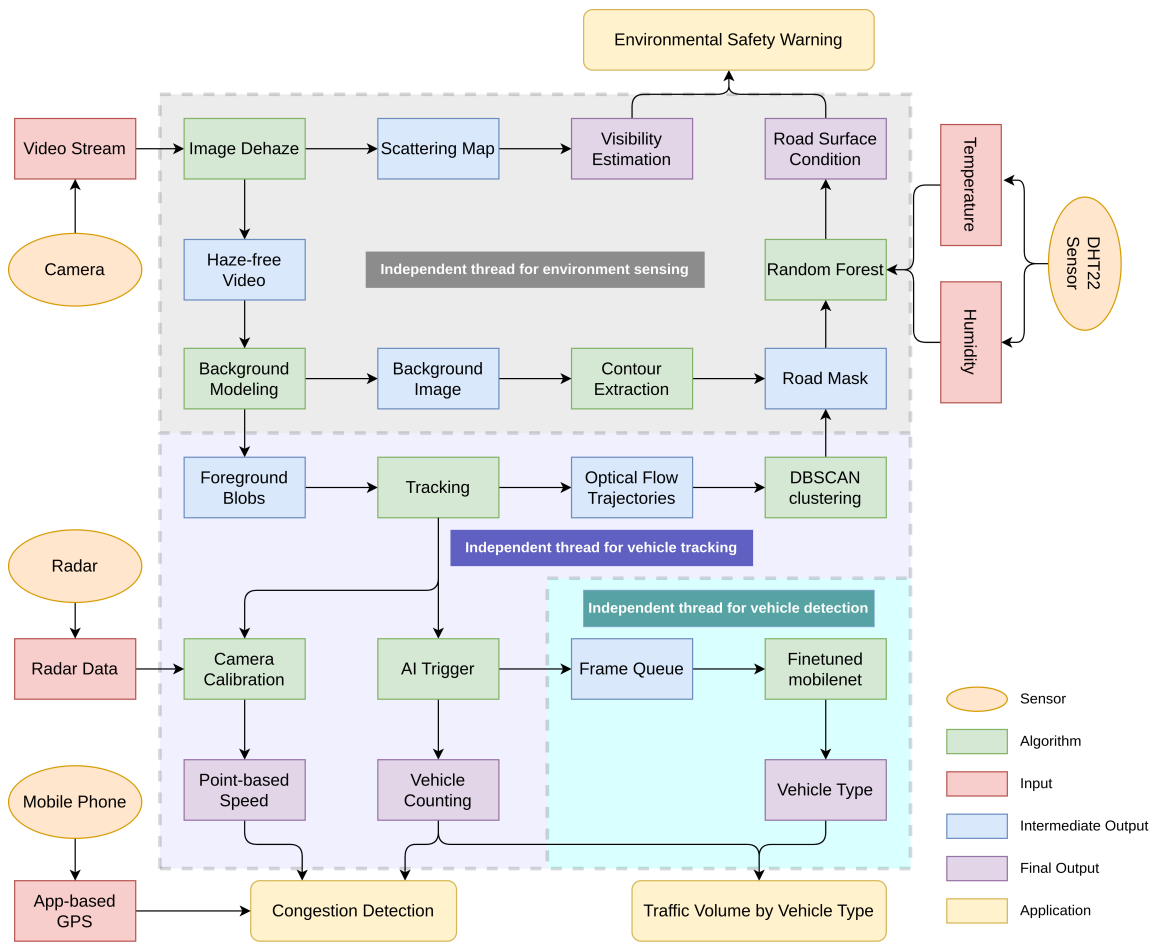 Environmental Safety Warning
Video Stream
Image Dehaze
Scattering Map
Visibility
Estimation
Road Surface
Condition
Temperature
DHT22
Sensor
Camera
Haze-free
Video
Independent thread for environment sensing
Random Forest
Humidity
Background
Modeling
Background
Image
Contour
Extraction
Road Mask
Foreground
Blobs
Tracking
Optical Flow
Trajectories
DBSCAN
clustering
Independent thread for vehicle tracking
Radar
Independent thread for vehicle detection
Radar Data
Camera
Calibration
AI Trigger
Frame Queue
Finetuned
mobilenet
Point-based
Speed
Vehicle
Counting
Vehicle Type
Mobile Phone
App-based
GPS
Congestion Detection
Traffic Volume by Vehicle Type
Sensor
Algorithm
Input
Intermediate Output
Final Output
Application